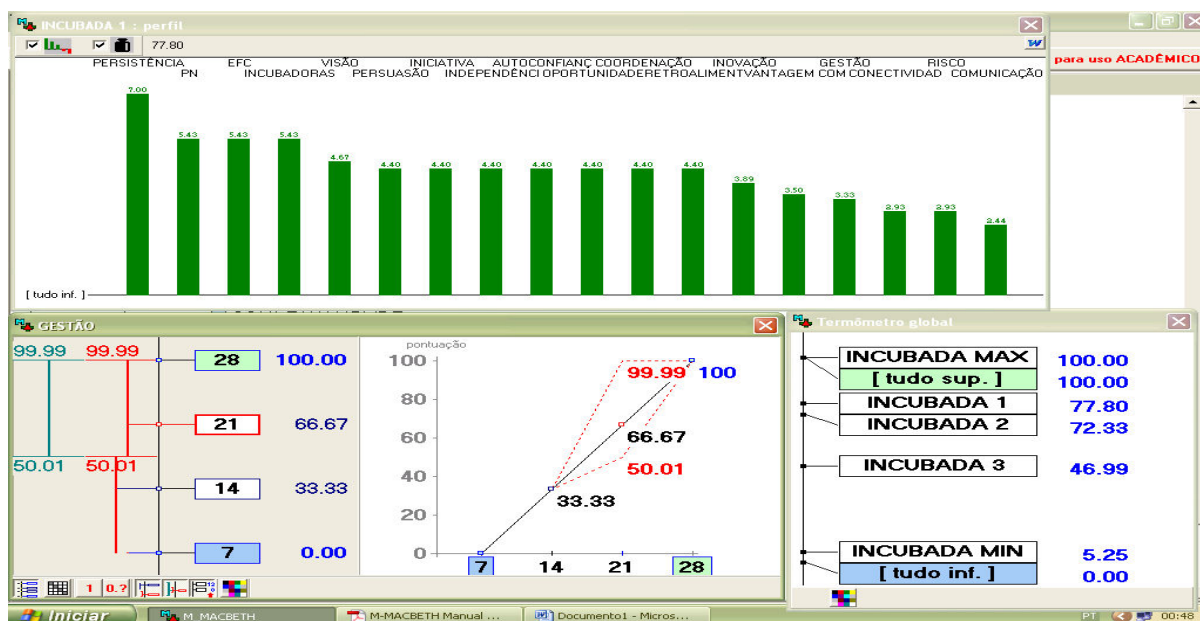 INCUBADA 1 : perfil
77.80
para uso ACADÊMICO
PERSISTÊNCIA EFC VISÃO INICIATIVA AUTOCONFIANÇ COORDENAÇÃO INOVAÇÃO GESTÃO RISCO
PN INCUBADORAS PERSUASÃO INDEPENDÊNCI OPORTUNIDADE RETROALIMENT VANTAGEM COM CONECTIVIDAD COMUNICAÇÃO
7.00
5.43 5.43 5.43
4.67
4.40 4.40 4.40 4.40 4.40 4.40 4.40
3.89
3.50
3.33
2.93 2.93
2.44
[ tudo inf. ]
GESTÃO
99.99 99.99
28 100.00
21 66.67
50.01 50.01
14 33.33
7 0.00
pontuação
100
80
60
40
20
0
99.99 100
66.67
50.01
33.33
7 14 21 28
1 0.?
Termômetro global
INCUBADA MAX 100.00
[ tudo sup. ] 100.00
INCUBADA 1 77.80
INCUBADA 2 72.33
INCUBADA 3 46.99
INCUBADA MIN 5.25
[ tudo inf. ] 0.00
Iniciar
M_MACBETH
M-MACBETH Manual ...
Documento1 - Micros...
PT
00:48